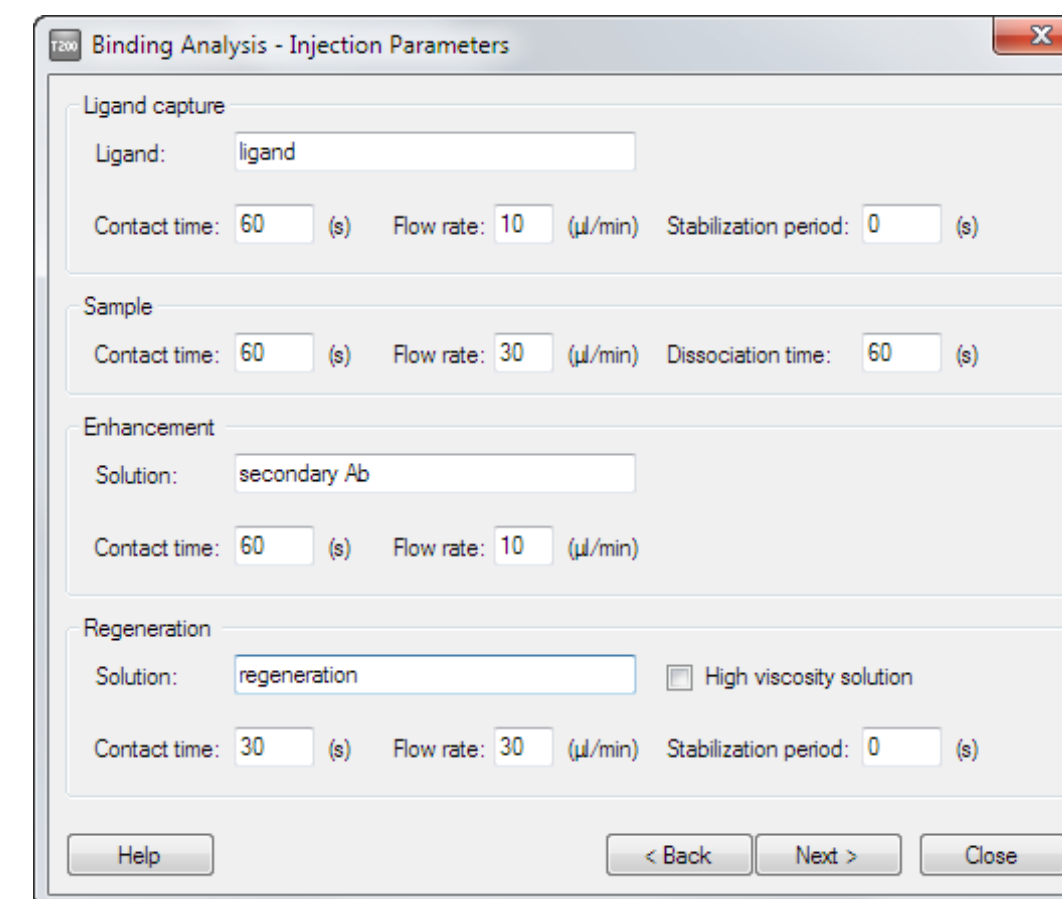 T200 Binding Analysis - Injection Parameters X
Ligand capture
Ligand: ligand
Contact time: 60 (s) Flow rate: 10 (µl/min) Stabilization period: 0 (s)
Sample
Contact time: 60 (s) Flow rate: 30 (µl/min) Dissociation time: 60 (s)
Enhancement
Solution: secondary Ab
Contact time: 60 (s) Flow rate: 10 (µl/min)
Regeneration
Solution: regeneration High viscosity solution
Contact time: 30 (s) Flow rate: 30 (µl/min) Stabilization period: 0 (s)
Help < Back Next > Close